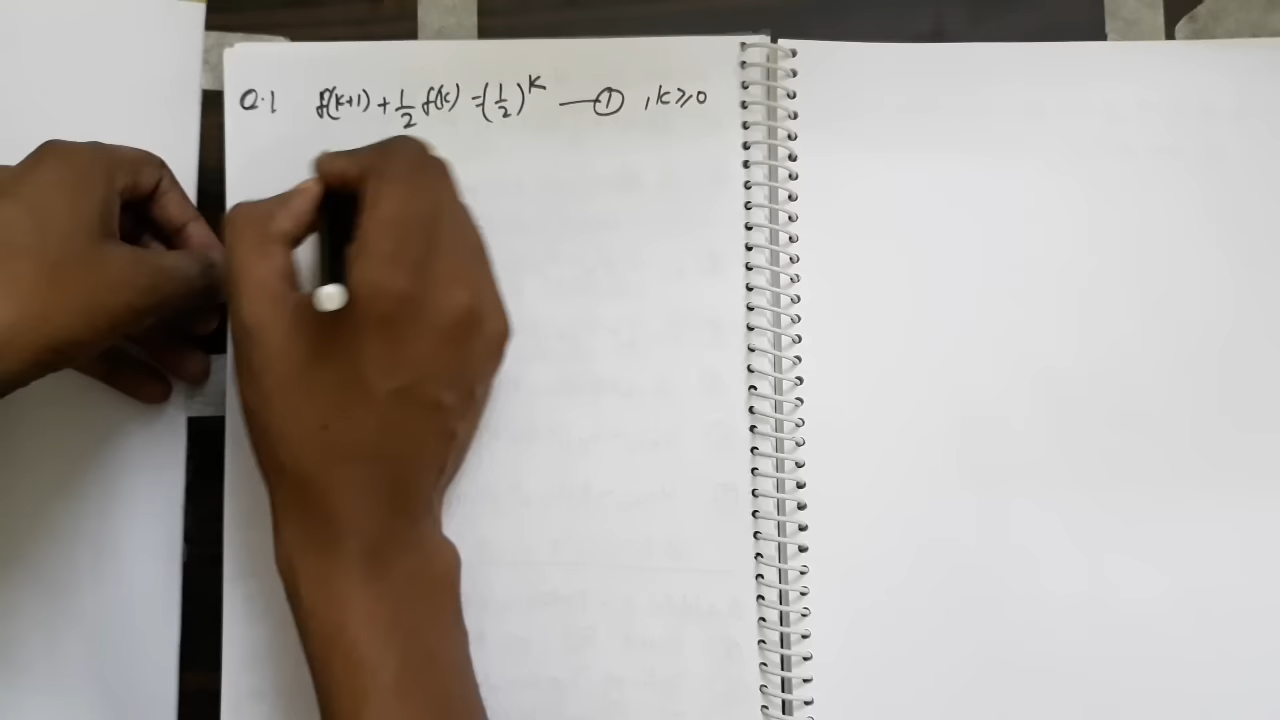 Q.1 f(k+1) + 1/2 f(k) = (1/2)^k — ① , k ≥ 0